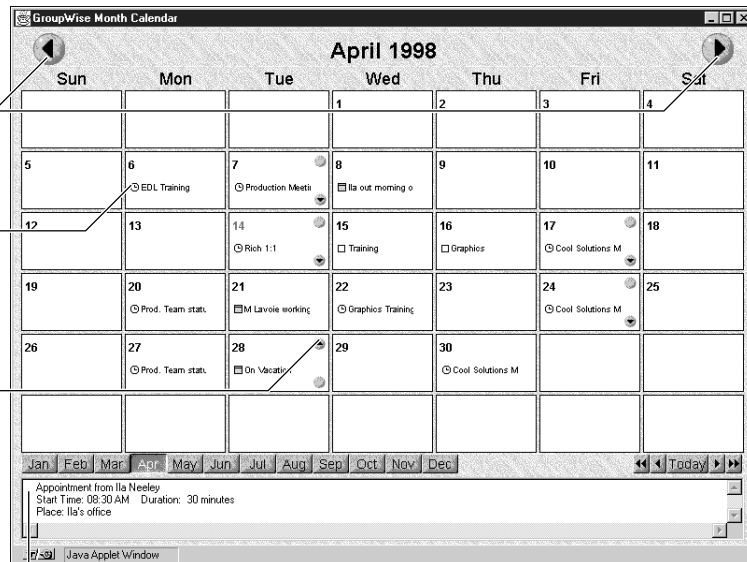 GroupWise Month Calendar
April 1998
Sun Mon Tue Wed Thu Fri Sat
1 2 3 4
5 6 7 8 9 10 11
EDL Training Production Meetin Ila out morning o
12 13 14 15 16 17 18
Rich 1:1 Training Graphics Cool Solutions M
19 20 21 22 23 24 25
Prod. Team statu M Lavoie working Graphics Training Cool Solutions M
26 27 28 29 30
Prod. Team statu On Vacation Cool Solutions M
Jan Feb Mar Apr May Jun Jul Aug Sep Oct Nov Dec Today
Appointment from Ila Neeley
Start Time: 08:30 AM Duration: 30 minutes
Place: Ila's office
Java Applet Window